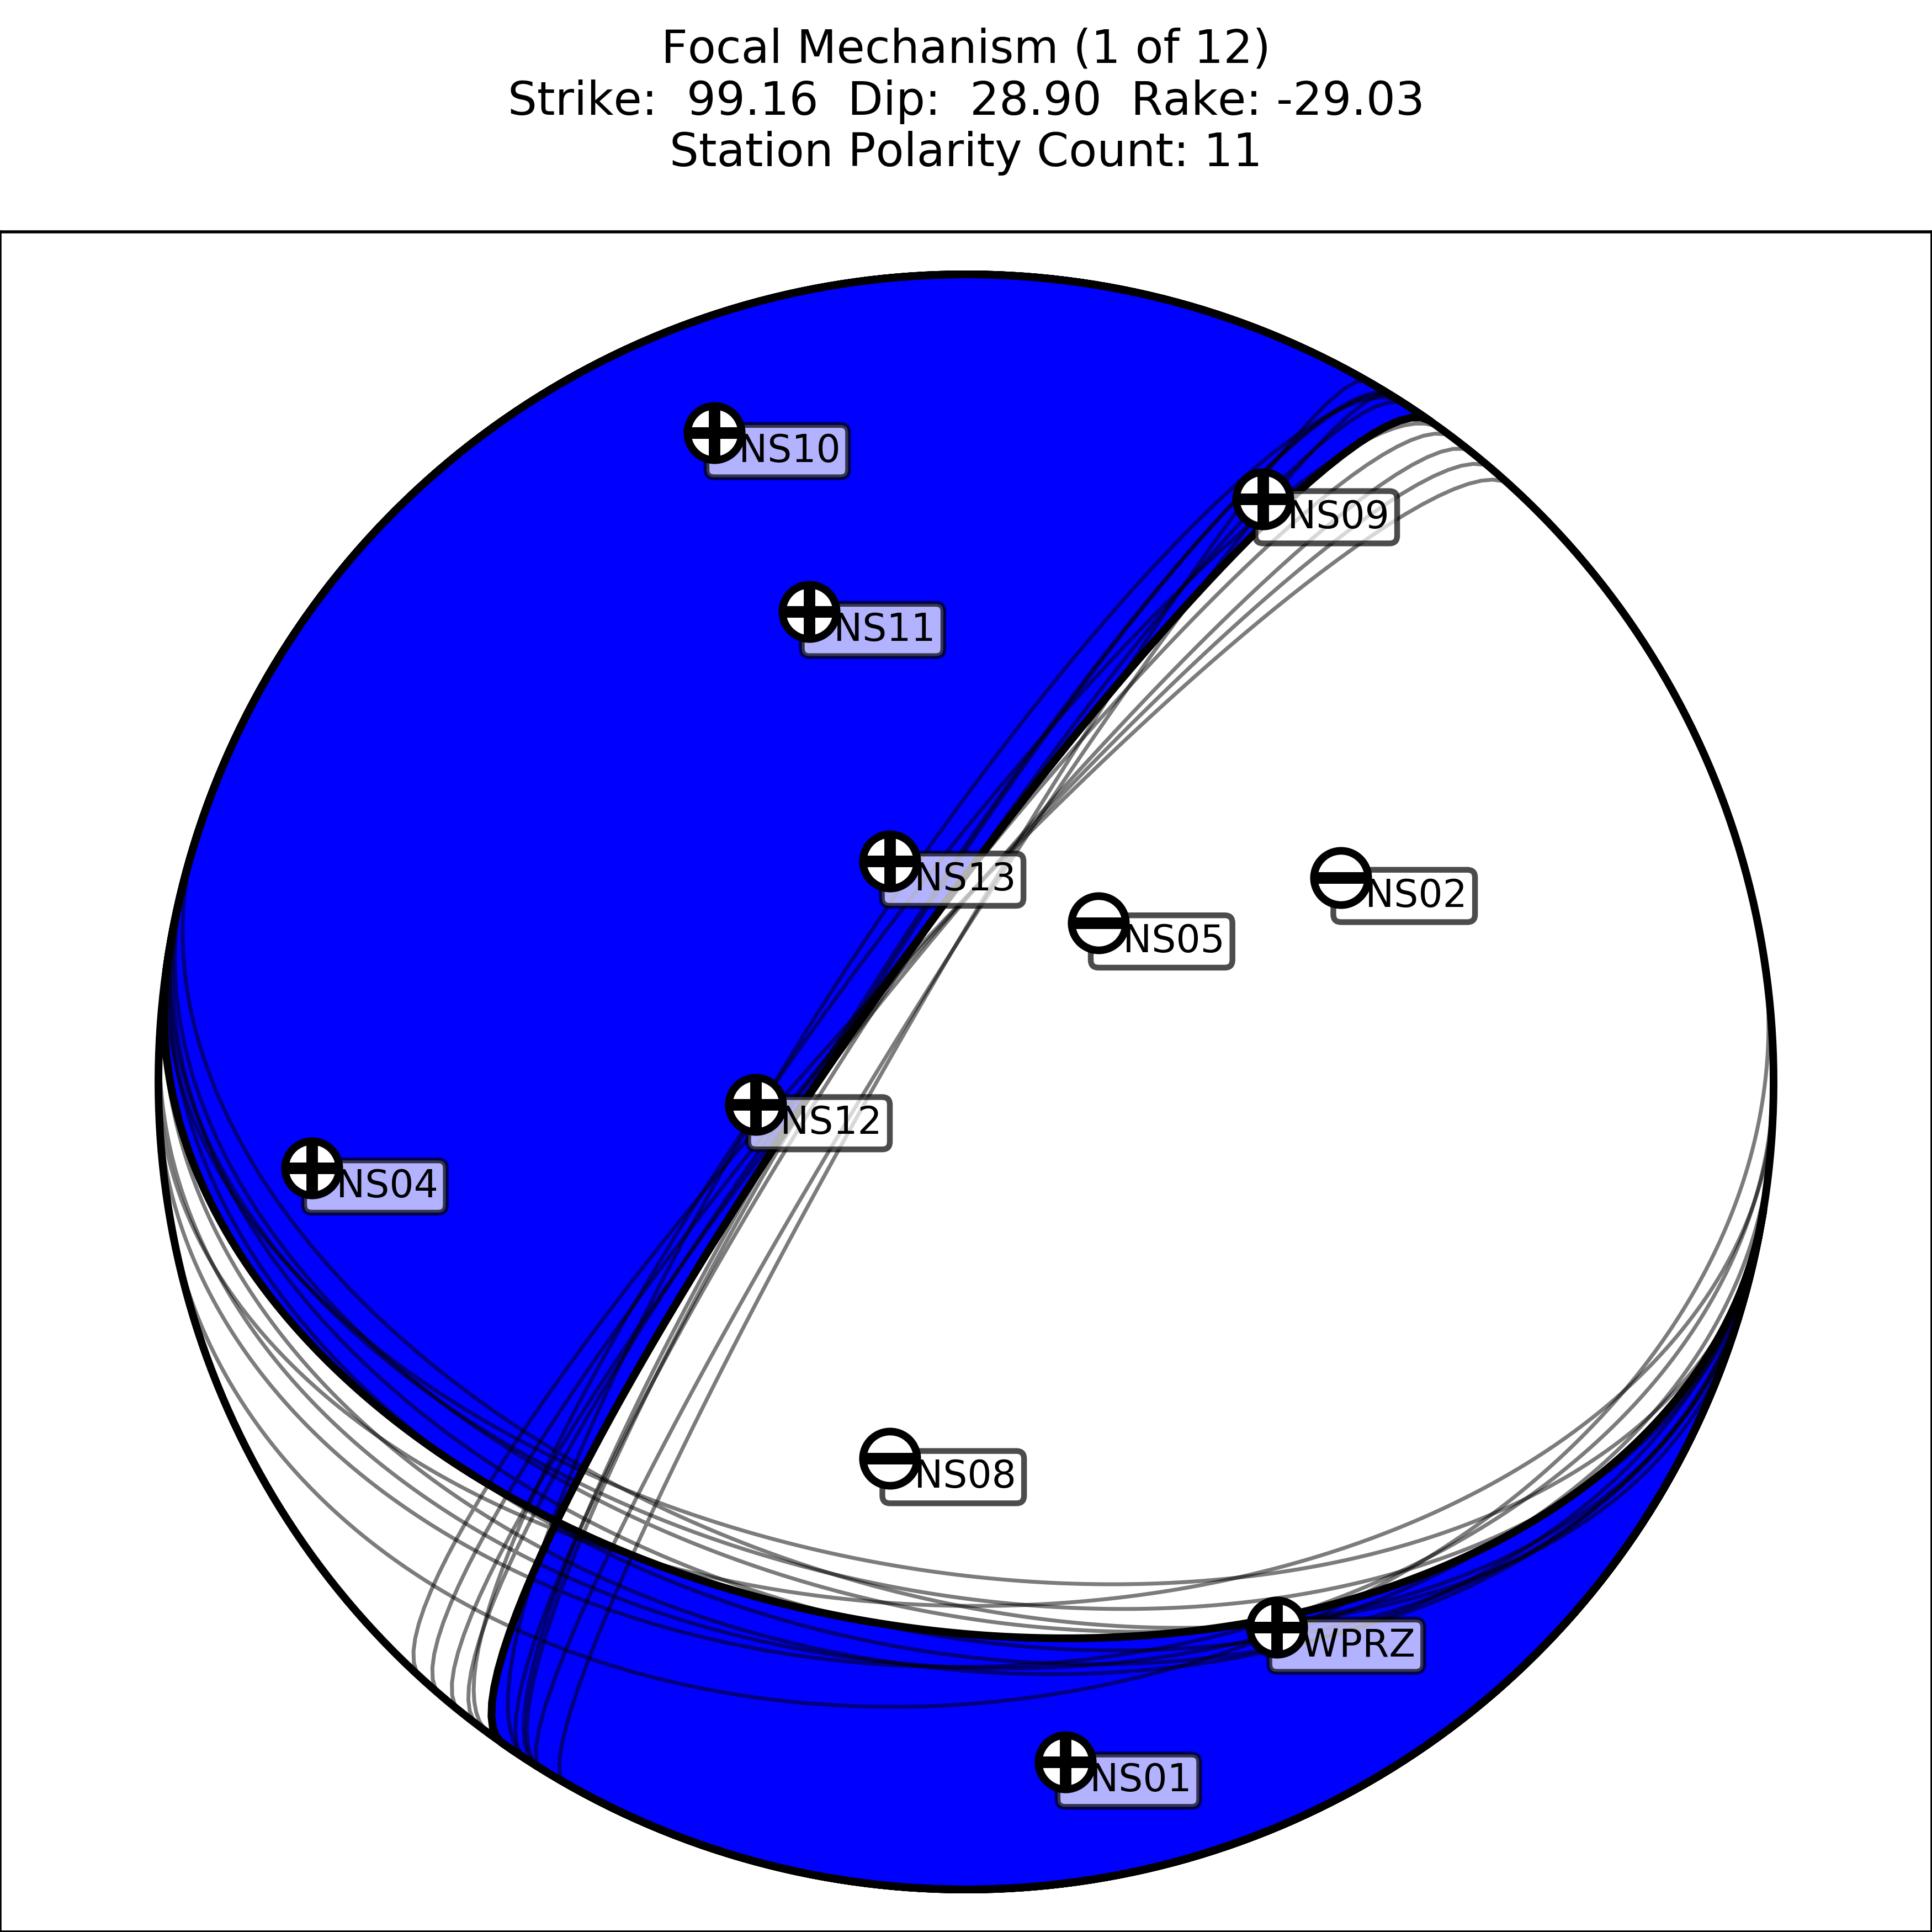 Focal Mechanism (1 of 12)
Strike:  99.16  Dip:  28.90  Rake: -29.03
Station Polarity Count: 11
NS10
NS09
NS11
NS13
NS02
NS05
NS12
NS04
NS08
WPRZ
NS01